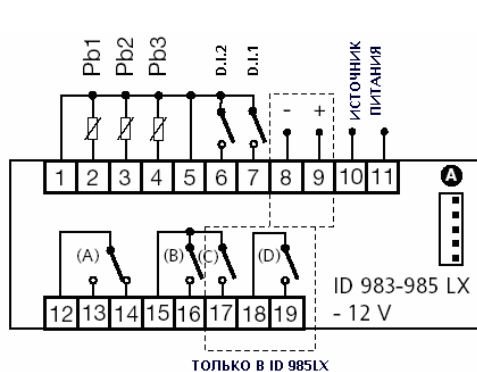 Pb1
Pb2
Pb3
D.I.2
D.I.1
- +
ИСТОЧНИК
ПИТАНИЯ
1 2 3 4 5 6 7 8 9 10 11
A
(A) (B) (C) (D)
ID 983-985 LX
- 12 V
12 13 14 15 16 17 18 19
ТОЛЬКО В ID 985LX